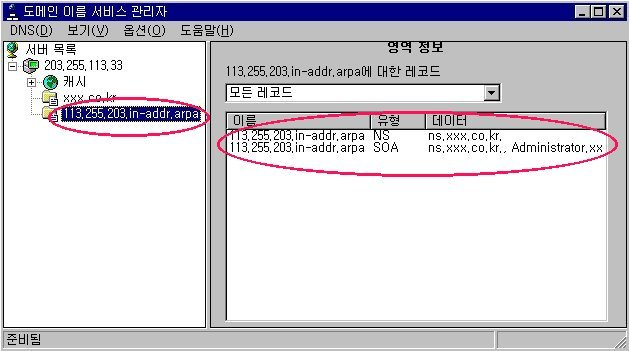 도메인 이름 서비스 관리자
DNS(D) 보기(V) 옵션(O) 도움말(H)
서버 목록
203,255,113,33
캐시
xxx,co,kr
113,255,203,in-addr,arpa
영역 정보
113,255,203,in-addr,arpa에 대한 레코드
모든 레코드
이름 유형 데이터
113,255,203,in-addr,arpa NS ns,xxx,co,kr,
113,255,203,in-addr,arpa SOA ns,xxx,co,kr,, Administrator,xx
준비됨